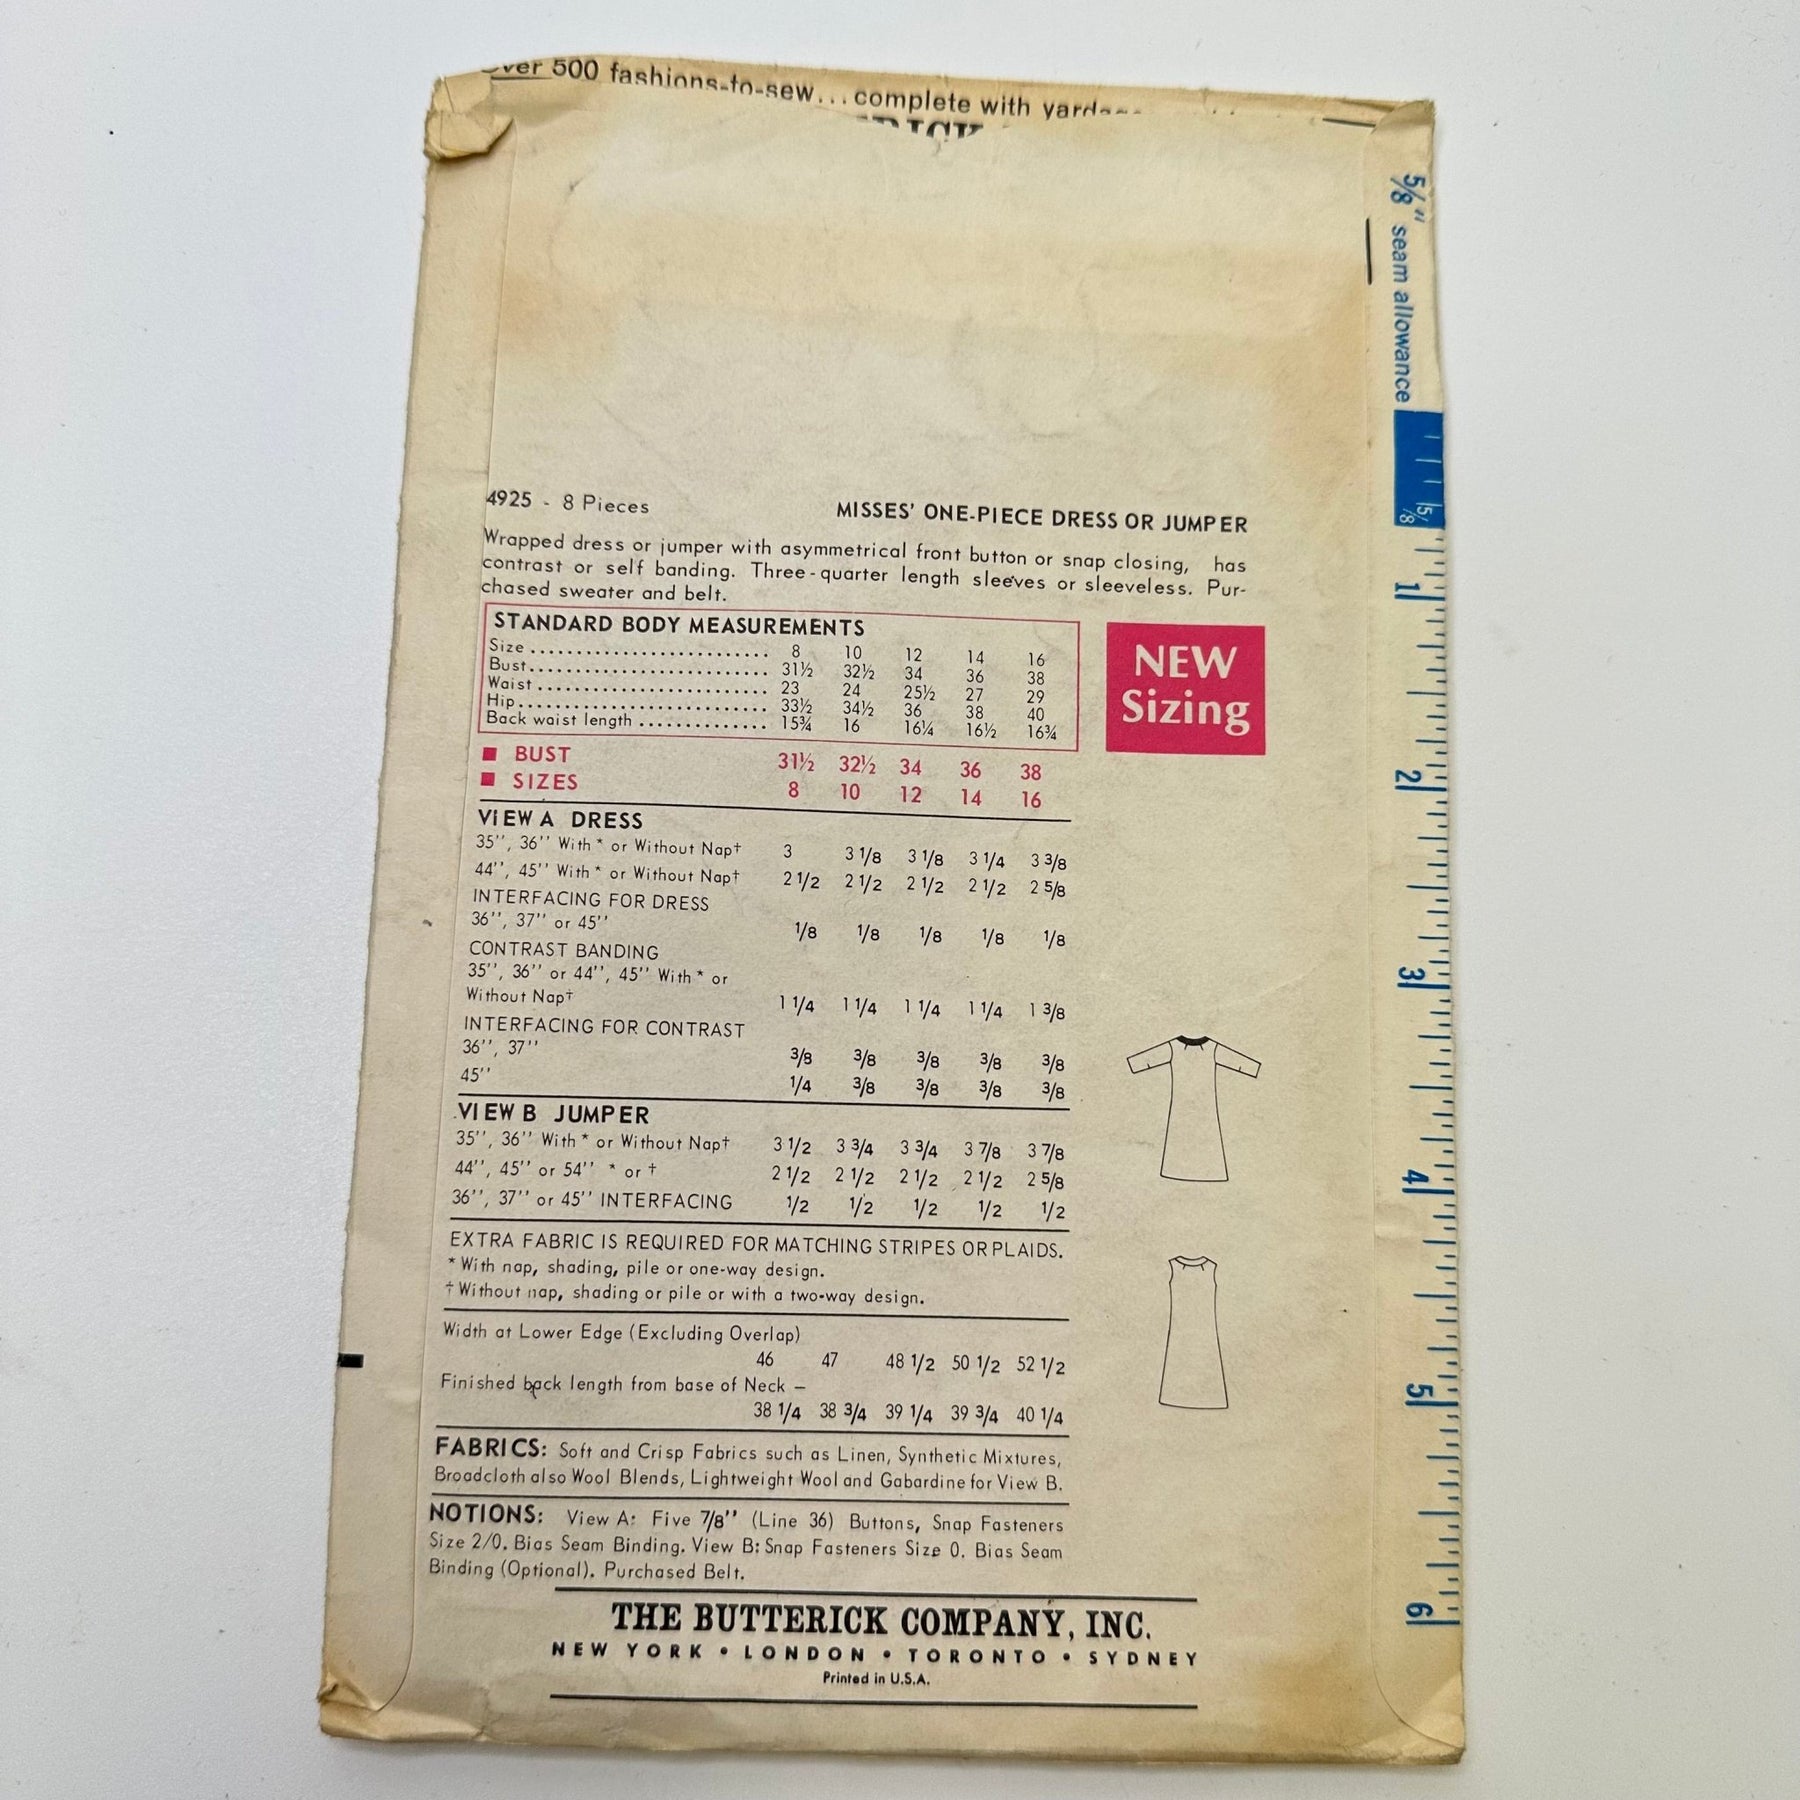 Over 500 fashions-to-sew... complete with
5/8" seam allowance
5/8
1
2
3
4
5
6
4925 - 8 Pieces MISSES' ONE-PIECE DRESS OR JUMPER
Wrapped dress or jumper with asymmetrical front button or snap closing, has
contrast or self banding. Three-quarter length sleeves or sleeveless. Pur-
chased sweater and belt.
STANDARD BODY MEASUREMENTS
Size 8 10 12 14 16
Bust 31½ 32½ 34 36 38
Waist 23 24 25½ 27 29
Hip 33½ 34½ 36 38 40
Back waist length 15¾ 16 16¼ 16½ 16¾
NEW
Sizing
BUST 31½ 32½ 34 36 38
SIZES 8 10 12 14 16
VIEW A DRESS
35'', 36'' With * or Without Nap† 3 3 1/8 3 1/8 3 1/4 3 3/8
44'', 45'' With * or Without Nap† 2 1/2 2 1/2 2 1/2 2 1/2 2 5/8
INTERFACING FOR DRESS
36'', 37'' or 45'' 1/8 1/8 1/8 1/8 1/8
CONTRAST BANDING
35'', 36'' or 44'', 45'' With * or
Without Nap† 1 1/4 1 1/4 1 1/4 1 1/4 1 3/8
INTERFACING FOR CONTRAST
36'', 37'' 3/8 3/8 3/8 3/8 3/8
45'' 1/4 3/8 3/8 3/8 3/8
VIEW B JUMPER
35'', 36'' With * or Without Nap† 3 1/2 3 3/4 3 3/4 3 7/8 3 7/8
44'', 45'' or 54'' * or † 2 1/2 2 1/2 2 1/2 2 1/2 2 5/8
36'', 37'' or 45'' INTERFACING 1/2 1/2 1/2 1/2 1/2
EXTRA FABRIC IS REQUIRED FOR MATCHING STRIPES OR PLAIDS.
* With nap, shading, pile or one-way design.
† Without nap, shading or pile or with a two-way design.
Width at Lower Edge (Excluding Overlap)
46 47 48 1/2 50 1/2 52 1/2
Finished back length from base of Neck –
38 1/4 38 3/4 39 1/4 39 3/4 40 1/4
FABRICS: Soft and Crisp Fabrics such as Linen, Synthetic Mixtures,
Broadcloth also Wool Blends, Lightweight Wool and Gabardine for View B.
NOTIONS: View A: Five 7/8'' (Line 36) Buttons, Snap Fasteners
Size 2/0. Bias Seam Binding. View B: Snap Fasteners Size 0. Bias Seam
Binding (Optional). Purchased Belt.
THE BUTTERICK COMPANY, INC.
NEW YORK • LONDON • TORONTO • SYDNEY
Printed in U.S.A.